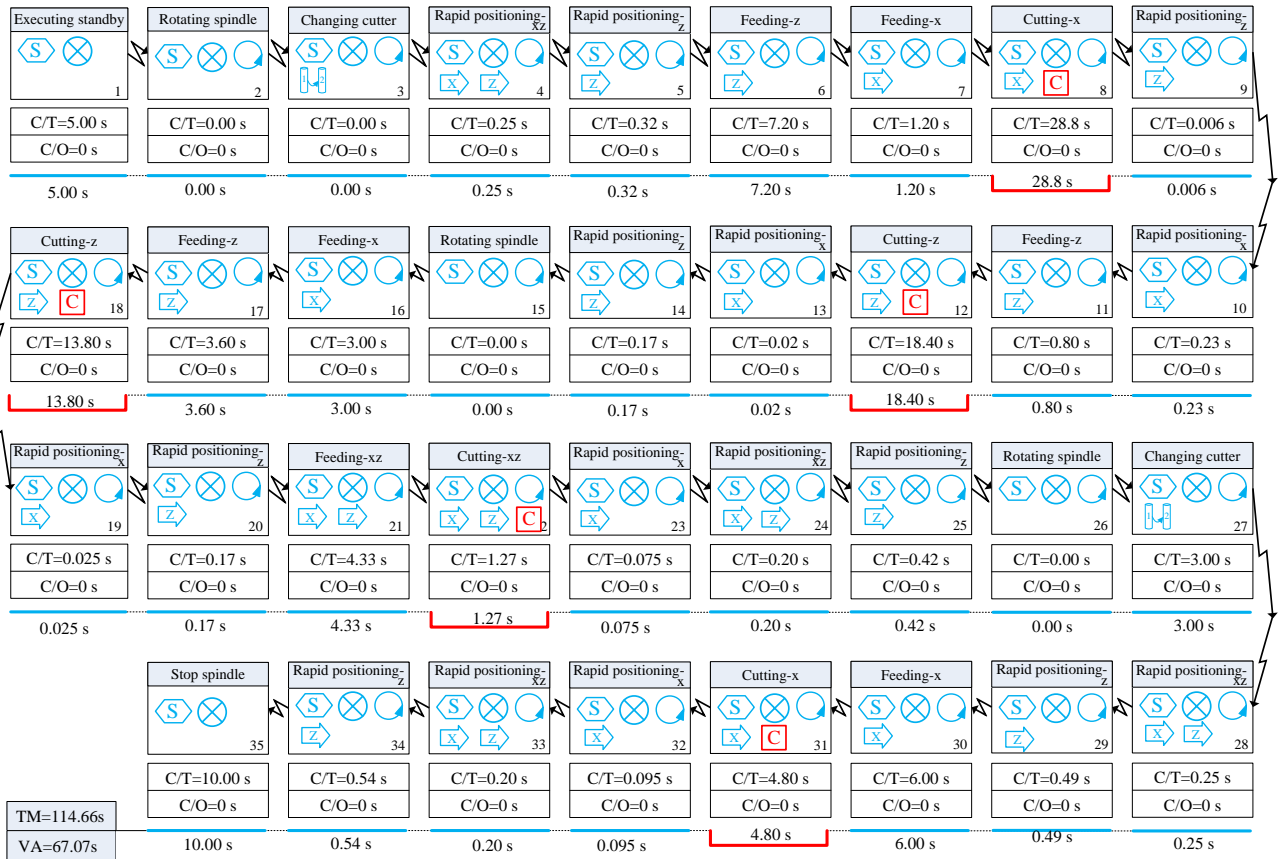 Executing standby
S
1
C/T=5.00 s
C/O=0 s
5.00 s
Rotating spindle
S
2
C/T=0.00 s
C/O=0 s
0.00 s
Changing cutter
S
1 2
3
C/T=0.00 s
C/O=0 s
0.00 s
Rapid positioning-
xz
S
X Z
4
C/T=0.25 s
C/O=0 s
0.25 s
Rapid positioning-
z
S
Z
5
C/T=0.32 s
C/O=0 s
0.32 s
Feeding-z
S
Z
6
C/T=7.20 s
C/O=0 s
7.20 s
Feeding-x
S
X
7
C/T=1.20 s
C/O=0 s
1.20 s
Cutting-x
S
X C
8
C/T=28.8 s
C/O=0 s
28.8 s
Rapid positioning-
z
S
Z
9
C/T=0.006 s
C/O=0 s
0.006 s
Rapid positioning-
x
S
X
10
C/T=0.23 s
C/O=0 s
0.23 s
Feeding-z
S
Z
11
C/T=0.80 s
C/O=0 s
0.80 s
Cutting-z
S
Z C
12
C/T=18.40 s
C/O=0 s
18.40 s
Rapid positioning-
x
S
X
13
C/T=0.02 s
C/O=0 s
0.02 s
Rapid positioning-
z
S
Z
14
C/T=0.17 s
C/O=0 s
0.17 s
Rotating spindle
S
15
C/T=0.00 s
C/O=0 s
0.00 s
Feeding-x
S
X
16
C/T=3.00 s
C/O=0 s
3.00 s
Feeding-z
S
Z
17
C/T=3.60 s
C/O=0 s
3.60 s
Cutting-z
S
Z C
18
C/T=13.80 s
C/O=0 s
13.80 s
Rapid positioning-
x
S
X
19
C/T=0.025 s
C/O=0 s
0.025 s
Rapid positioning-
z
S
Z
20
C/T=0.17 s
C/O=0 s
0.17 s
Feeding-xz
S
X Z
21
C/T=4.33 s
C/O=0 s
4.33 s
Cutting-xz
S
X Z C
2
C/T=1.27 s
C/O=0 s
1.27 s
Rapid positioning-
x
S
X
23
C/T=0.075 s
C/O=0 s
0.075 s
Rapid positioning-
xz
S
X Z
24
C/T=0.20 s
C/O=0 s
0.20 s
Rapid positioning-
z
S
Z
25
C/T=0.42 s
C/O=0 s
0.42 s
Rotating spindle
S
26
C/T=0.00 s
C/O=0 s
0.00 s
Changing cutter
S
1 2
27
C/T=3.00 s
C/O=0 s
3.00 s
Rapid positioning-
xz
S
X Z
28
C/T=0.25 s
C/O=0 s
0.25 s
Rapid positioning-
z
S
Z
29
C/T=0.49 s
C/O=0 s
0.49 s
Feeding-x
S
X
30
C/T=6.00 s
C/O=0 s
6.00 s
Cutting-x
S
X C
31
C/T=4.80 s
C/O=0 s
4.80 s
Rapid positioning-
x
S
X
32
C/T=0.095 s
C/O=0 s
0.095 s
Rapid positioning-
xz
S
X Z
33
C/T=0.20 s
C/O=0 s
0.20 s
Rapid positioning-
z
S
Z
34
C/T=0.54 s
C/O=0 s
0.54 s
Stop spindle
S
35
C/T=10.00 s
C/O=0 s
10.00 s
TM=114.66s
VA=67.07s